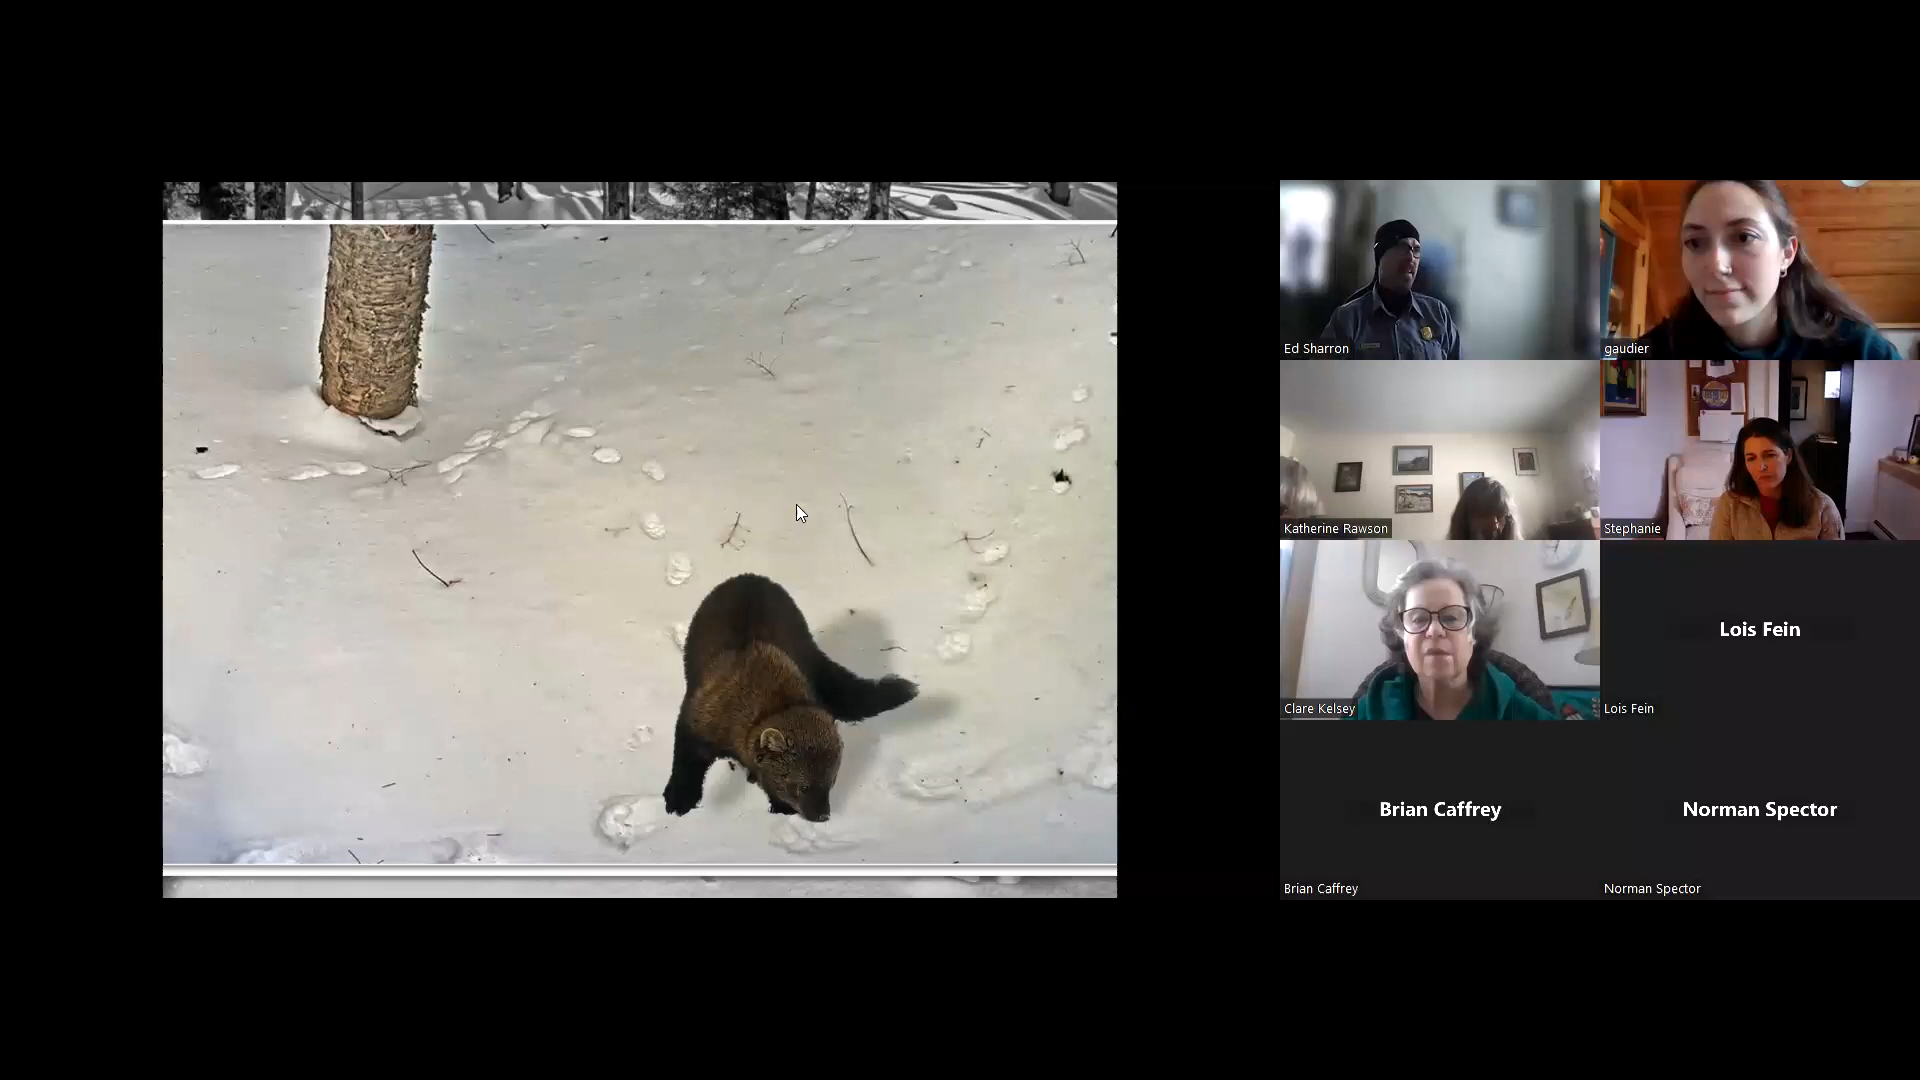 Ed Sharron
gaudier
Katherine Rawson
Stephanie
Clare Kelsey
Lois Fein
Lois Fein
Brian Caffrey
Brian Caffrey
Norman Spector
Norman Spector